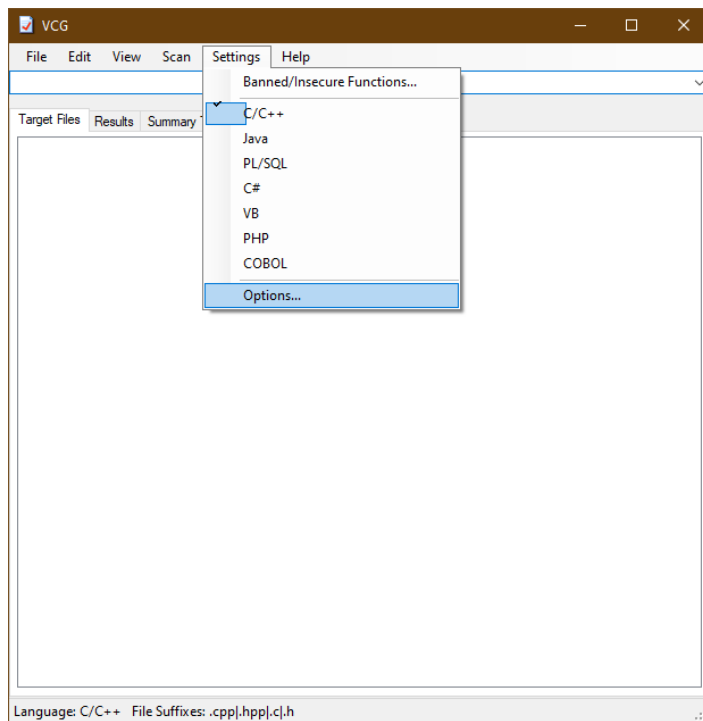 VCG
File Edit View Scan Settings Help
Banned/Insecure Functions...
Target Files Results Summary
C/C++
Java
PL/SQL
C#
VB
PHP
COBOL
Options...
Language: C/C++ File Suffixes: .cpp|.hpp|.c|.h